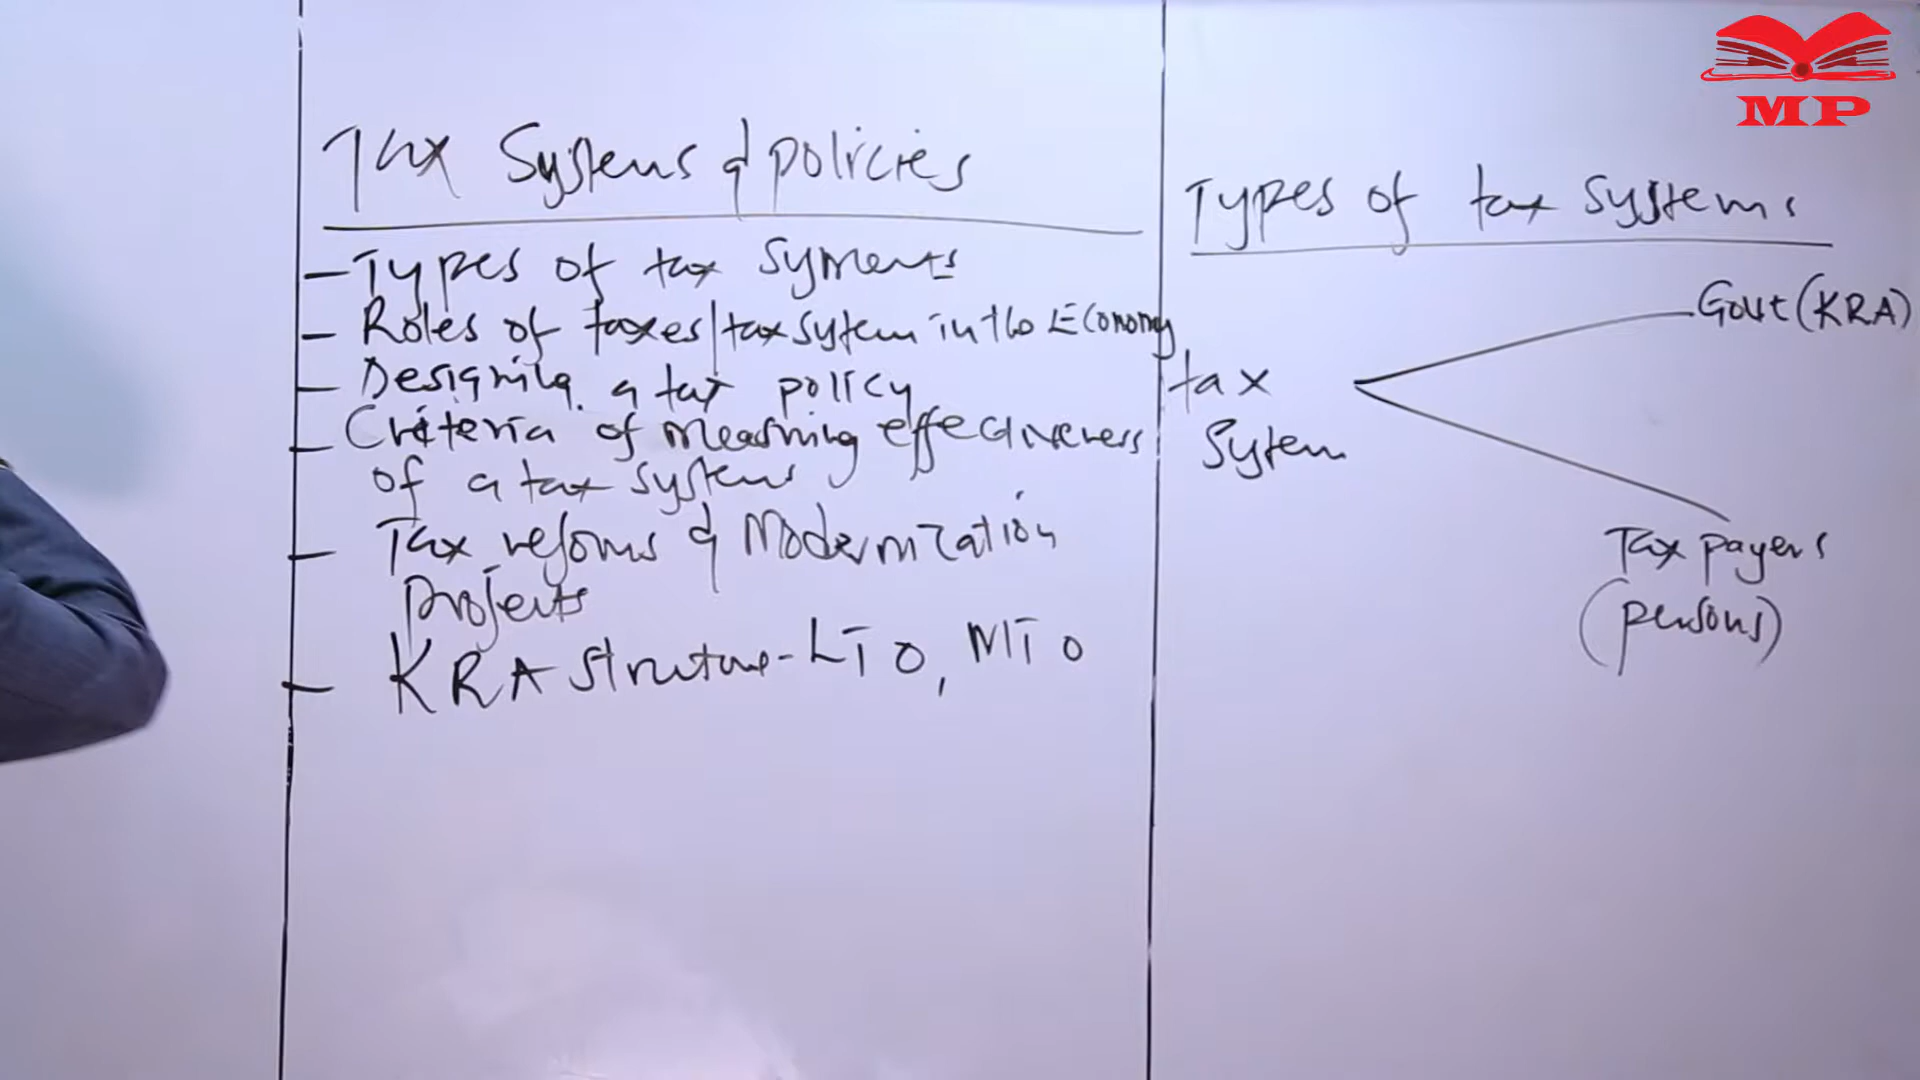 Tax Systems & policies
- Types of tax syments
- Roles of taxes/tax system in the Economy
- Designing a tax policy
- Criteria of measuring effectiveness
of a tax systems
- Tax reforms & Modernization
projects
- KRA Structure - LTO, MTO
Types of tax systems
Govt (KRA)
tax
System
Tax payers
(persons)
MP